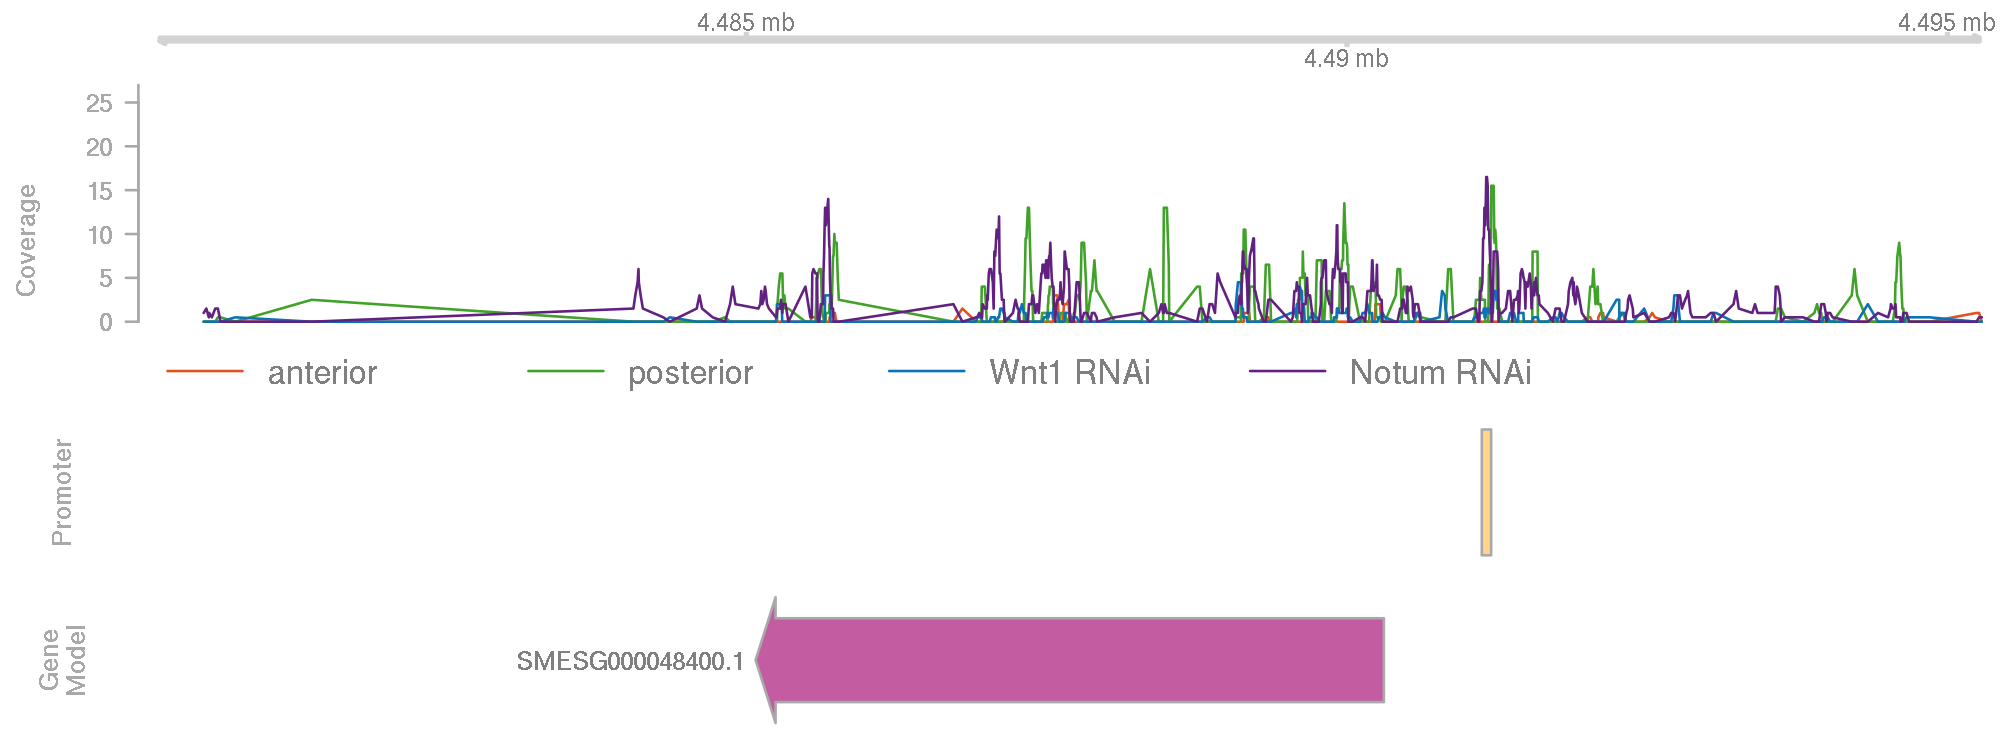 4.485 mb
4.495 mb
4.49 mb
Coverage
25
20
15
10
5
0
anterior
posterior
Wnt1 RNAi
Notum RNAi
Promoter
Gene
Model
SMESG000048400.1